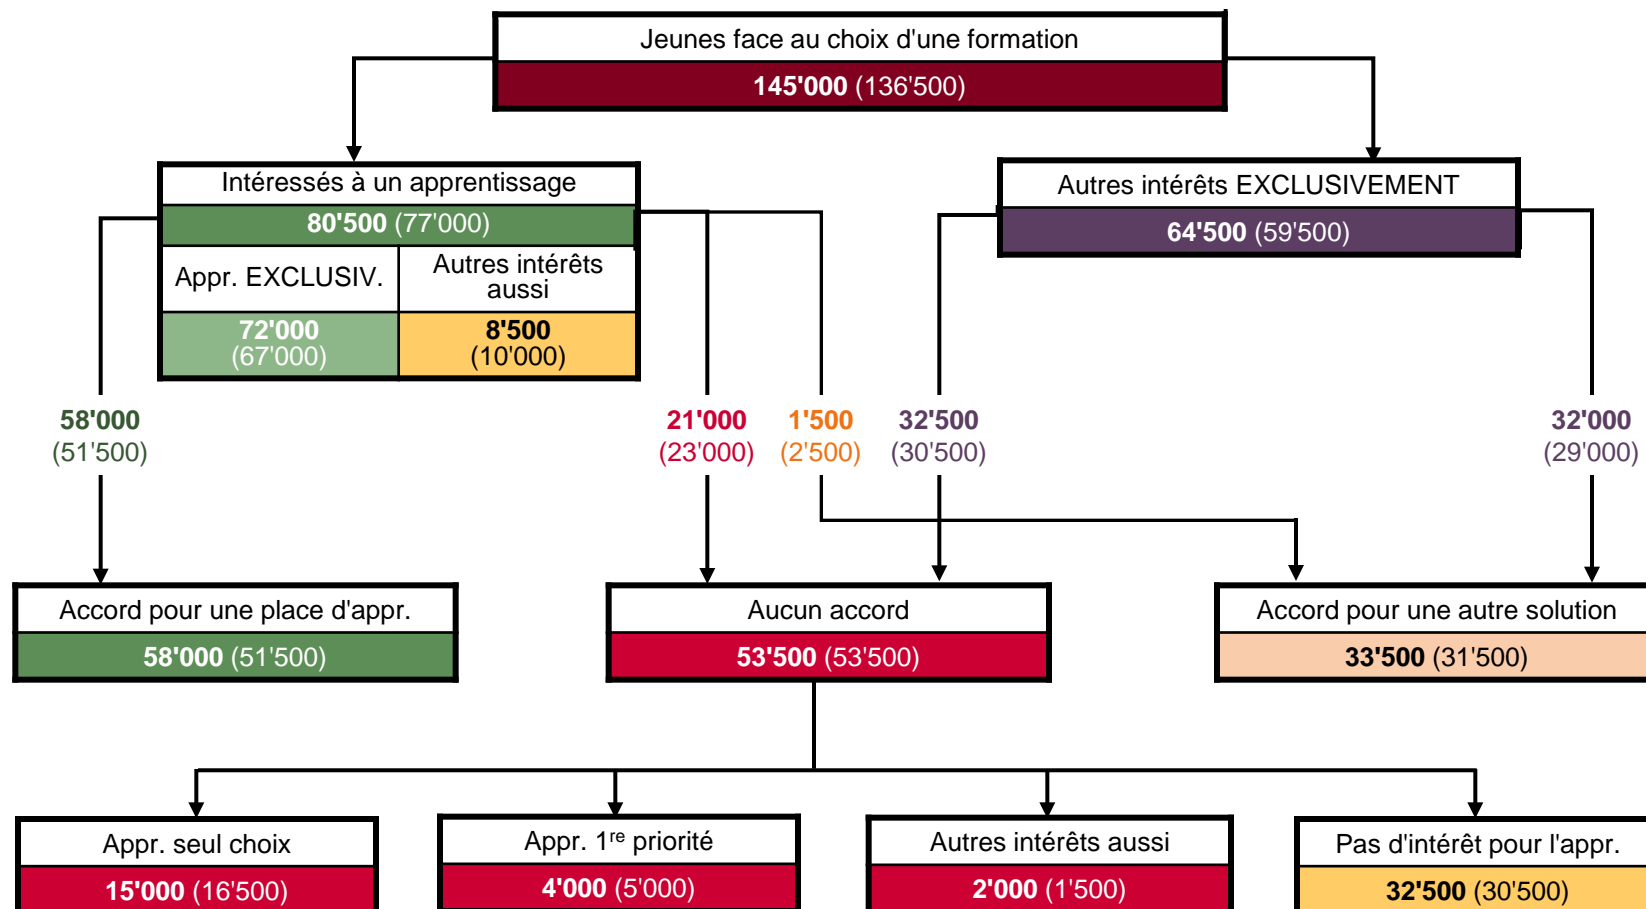 Jeunes face au choix d'une formation
145'000 (136'500)
Intéressés à un apprentissage
80'500 (77'000)
Appr. EXCLUSIV.
Autres intérêts
aussi
72'000
(67'000)
8'500
(10'000)
Autres intérêts EXCLUSIVEMENT
64'500 (59'500)
58'000
(51'500)
21'000
(23'000)
1'500
(2'500)
32'500
(30'500)
32'000
(29'000)
Accord pour une place d'appr.
58'000 (51'500)
Aucun accord
53'500 (53'500)
Accord pour une autre solution
33'500 (31'500)
Appr. seul choix
15'000 (16'500)
Appr. 1re priorité
4'000 (5'000)
Autres intérêts aussi
2'000 (1'500)
Pas d'intérêt pour l'appr.
32'500 (30'500)